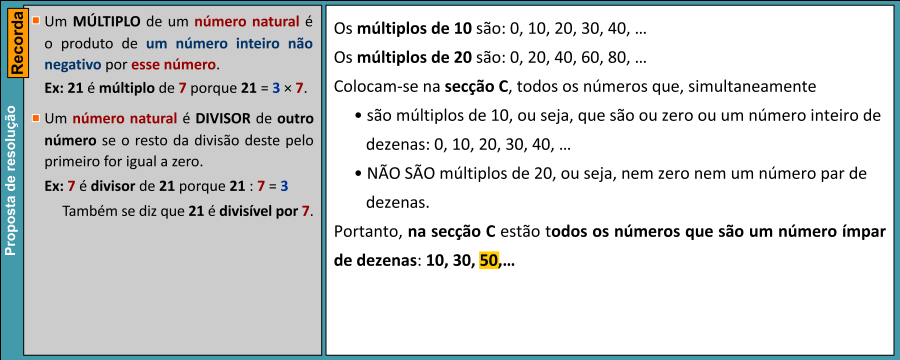 Recorda
Proposta de resolução
Um MÚLTIPLO de um número natural é
o produto de um número inteiro não
negativo por esse número.
Ex: 21 é múltiplo de 7 porque 21 = 3 × 7.
Um número natural é DIVISOR de outro
número se o resto da divisão deste pelo
primeiro for igual a zero.
Ex: 7 é divisor de 21 porque 21 : 7 = 3
Também se diz que 21 é divisível por 7.
Os múltiplos de 10 são: 0, 10, 20, 30, 40, …
Os múltiplos de 20 são: 0, 20, 40, 60, 80, …
Colocam-se na secção C, todos os números que, simultaneamente
• são múltiplos de 10, ou seja, que são ou zero ou um número inteiro de
dezenas: 0, 10, 20, 30, 40, …
• NÃO SÃO múltiplos de 20, ou seja, nem zero nem um número par de
dezenas.
Portanto, na secção C estão todos os números que são um número ímpar
de dezenas: 10, 30, 50,…